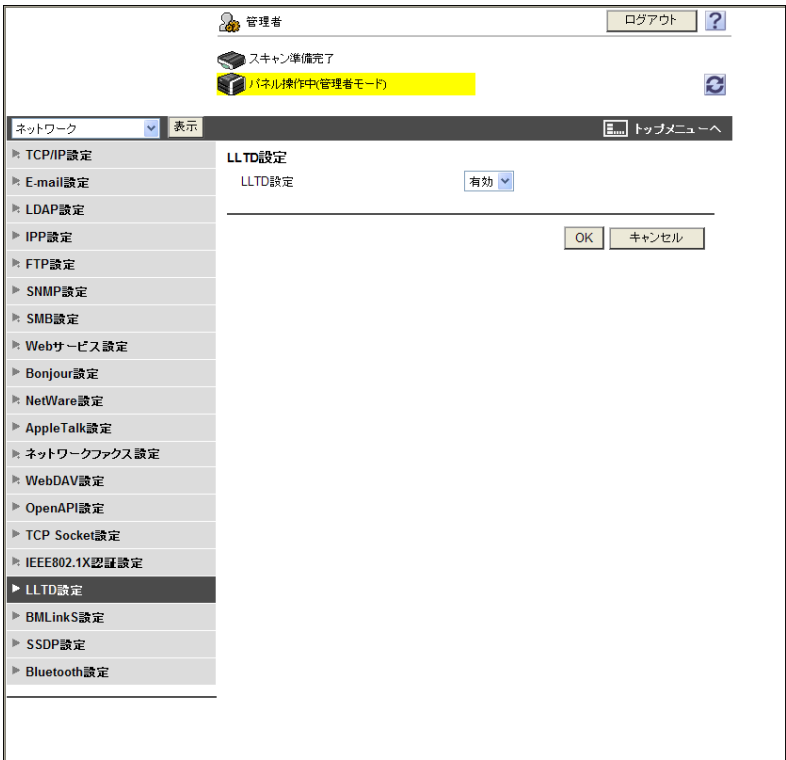 管理者
ログアウト
?
スキャン準備完了
パネル操作中(管理者モード)
ネットワーク
表示
トップメニューへ
TCP/IP設定
E-mail設定
LDAP設定
IPP設定
FTP設定
SNMP設定
SMB設定
Webサービス設定
Bonjour設定
NetWare設定
AppleTalk設定
ネットワークファクス設定
WebDAV設定
OpenAPI設定
TCP Socket設定
IEEE802.1X認証設定
LLTD設定
BMLinkS設定
SSDP設定
Bluetooth設定
LLTD設定
LLTD設定
有効
OK
キャンセル